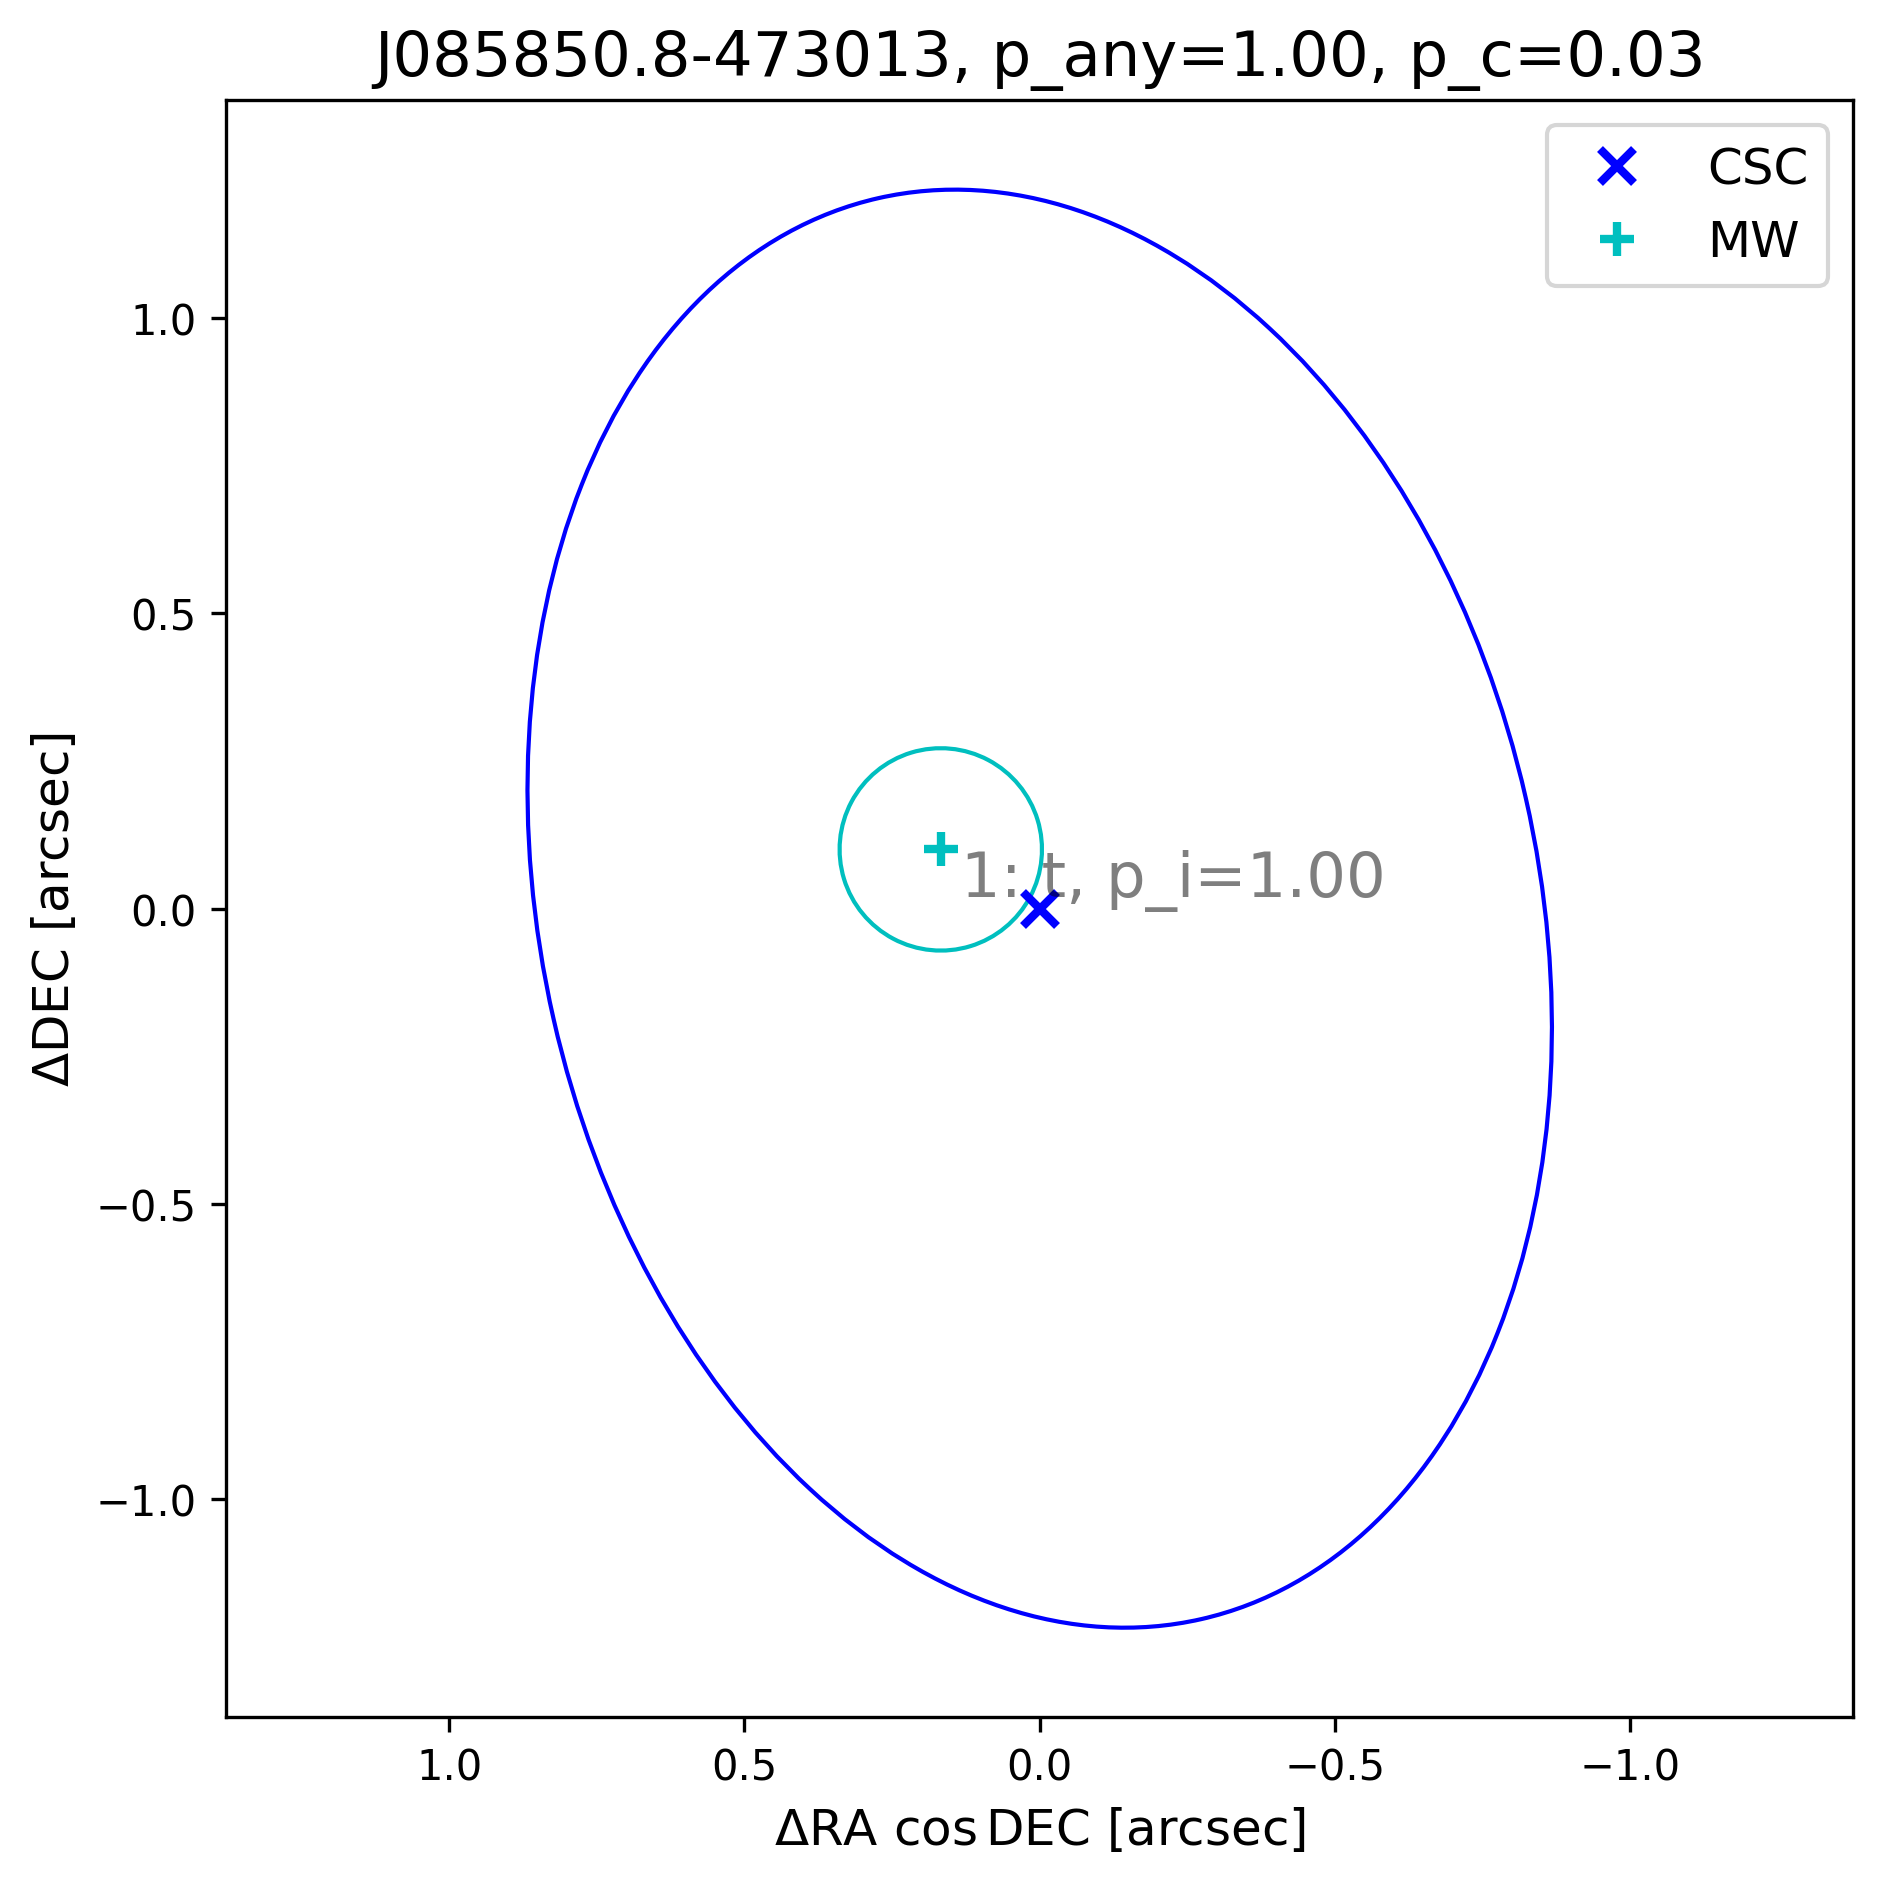 J085850.8-473013, p_any=1.00, p_c=0.03
CSC
MW
1.0
0.5
0.0
−0.5
−1.0
ΔDEC [arcsec]
1: t, p_i=1.00
1.0
0.5
0.0
−0.5
−1.0
ΔRA cos DEC [arcsec]